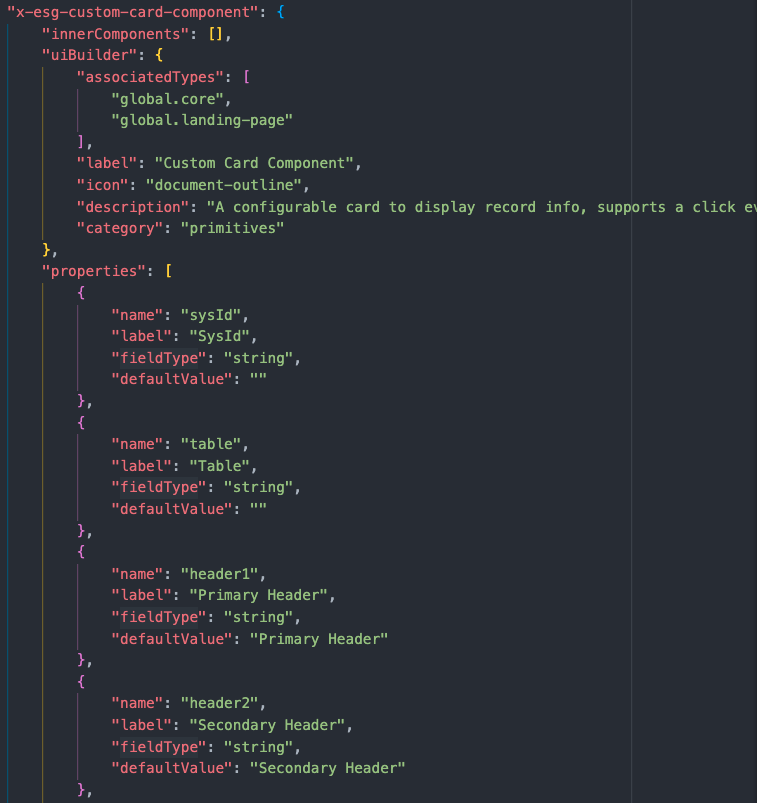 "x-esg-custom-card-component": {
"innerComponents": [],
"uiBuilder": {
"associatedTypes": [
"global.core",
"global.landing-page"
],
"label": "Custom Card Component",
"icon": "document-outline",
"description": "A configurable card to display record info, supports a click
"category": "primitives"
},
"properties": [
{
"name": "sysId",
"label": "SysId",
"fieldType": "string",
"defaultValue": ""
},
{
"name": "table",
"label": "Table",
"fieldType": "string",
"defaultValue": ""
},
{
"name": "header1",
"label": "Primary Header",
"fieldType": "string",
"defaultValue": "Primary Header"
},
{
"name": "header2",
"label": "Secondary Header",
"fieldType": "string",
"defaultValue": "Secondary Header"
},